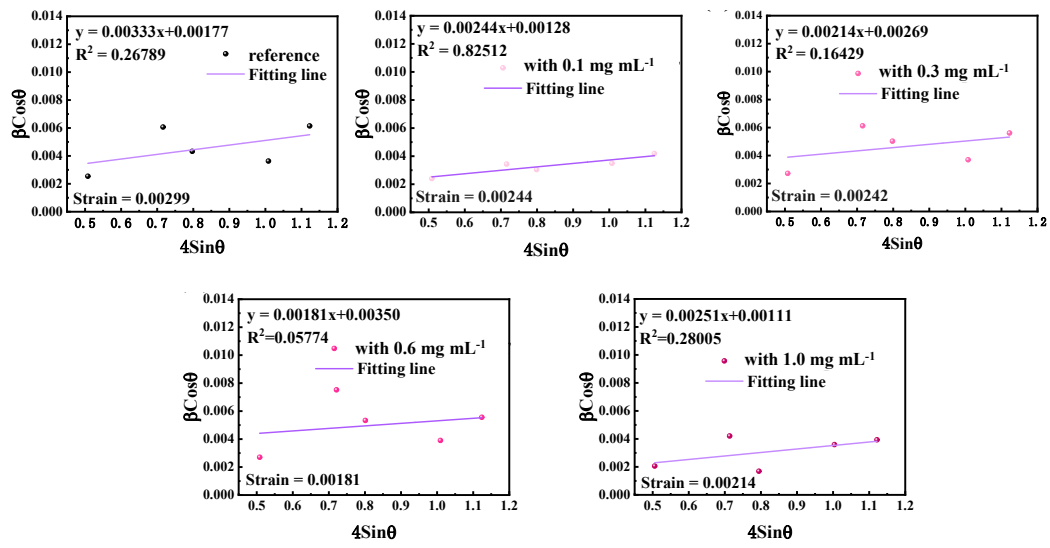 y = 0.00333x+0.00177
R² = 0.26789
reference
Fitting line
Strain = 0.00299
βCosθ
0.014
0.012
0.010
0.008
0.006
0.004
0.002
0.000
0.5 0.6 0.7 0.8 0.9 1.0 1.1 1.2
4Sinθ
y = 0.00244x+0.00128
R² = 0.82512
with 0.1 mg mL⁻¹
Fitting line
Strain = 0.00244
βCosθ
0.014
0.012
0.010
0.008
0.006
0.004
0.002
0.000
0.5 0.6 0.7 0.8 0.9 1.0 1.1 1.2
4Sinθ
y = 0.00214x+0.00269
R² = 0.16429
with 0.3 mg mL⁻¹
Fitting line
Strain = 0.00242
βCosθ
0.014
0.012
0.010
0.008
0.006
0.004
0.002
0.000
0.5 0.6 0.7 0.8 0.9 1.0 1.1 1.2
4Sinθ
y = 0.00181x+0.00350
R²=0.05774
with 0.6 mg mL⁻¹
Fitting line
Strain = 0.00181
βCosθ
0.014
0.012
0.010
0.008
0.006
0.004
0.002
0.000
0.5 0.6 0.7 0.8 0.9 1.0 1.1 1.2
4Sinθ
y = 0.00251x+0.00111
R²=0.28005
with 1.0 mg mL⁻¹
Fitting line
Strain = 0.00214
βCosθ
0.014
0.012
0.010
0.008
0.006
0.004
0.002
0.000
0.5 0.6 0.7 0.8 0.9 1.0 1.1 1.2
4Sinθ